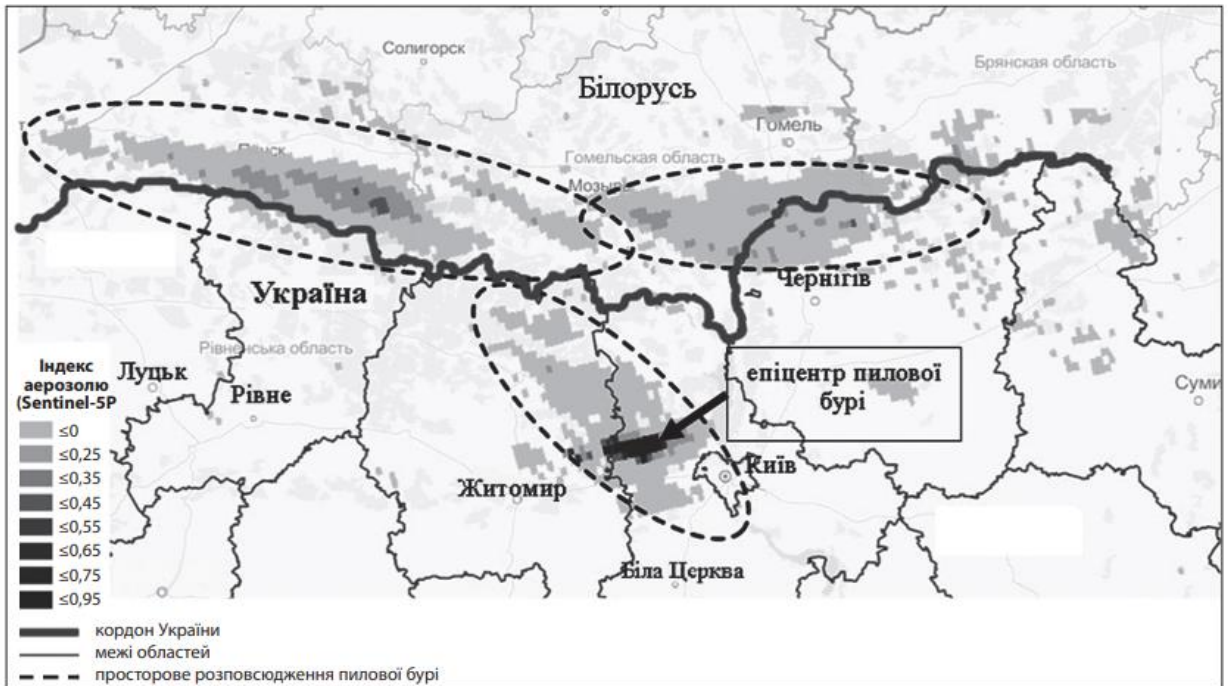 Солигорск
Білорусь
Брянская область
Гомель
Гомельская область
Мозырь
Чернігів
Україна
Рівненська область
епіцентр пилової
бурі
Луцьк
Рівне
Суми
Київ
Житомир
Біла Церква
Індекс
аерозолю
(Sentinel-5P
≤0
≤0,25
≤0,35
≤0,45
≤0,55
≤0,65
≤0,75
≤0,95
кордон України
межі областей
просторове розповсюдження пилової бурі